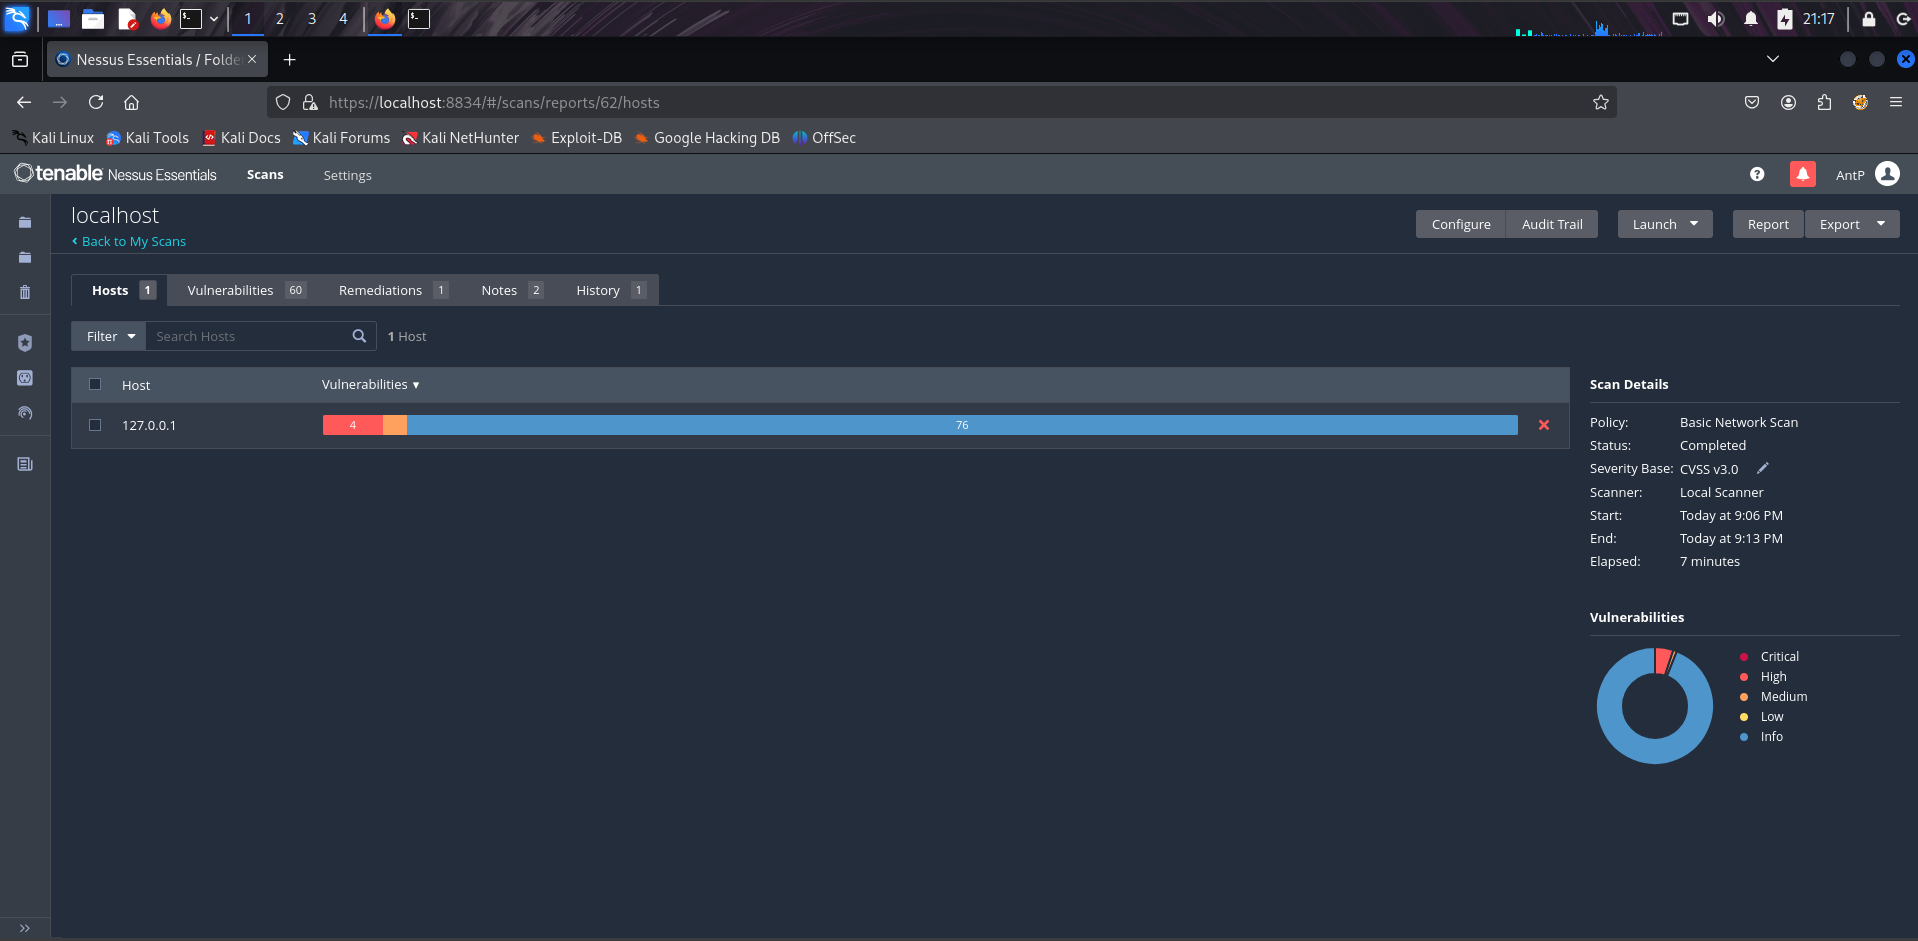 1 2 3 4 21:17
Nessus Essentials / Folde
https://localhost:8834/#/scans/reports/62/hosts
Kali Linux Kali Tools Kali Docs Kali Forums Kali NetHunter Exploit-DB Google Hacking DB OffSec
tenable Nessus Essentials Scans Settings AntP
localhost
Back to My Scans
Configure Audit Trail Launch Report Export
Hosts 1 Vulnerabilities 60 Remediations 1 Notes 2 History 1
Filter Search Hosts 1 Host
Host Vulnerabilities
127.0.0.1 4 76
Scan Details
Policy: Basic Network Scan
Status: Completed
Severity Base: CVSS v3.0
Scanner: Local Scanner
Start: Today at 9:06 PM
End: Today at 9:13 PM
Elapsed: 7 minutes
Vulnerabilities
Critical
High
Medium
Low
Info